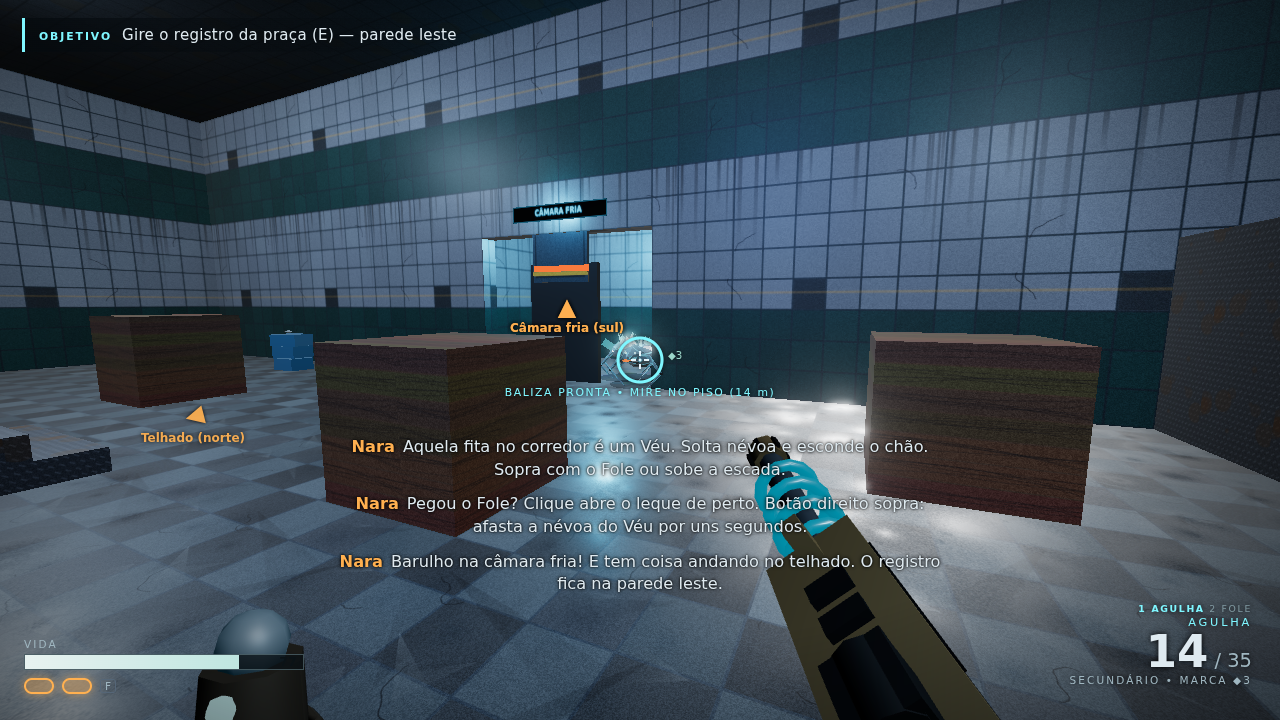 OBJETIVO Gire o registro da praça (E) — parede leste
CÂMARA FRIA
Câmara fria (sul)
◆3
BALIZA PRONTA • MIRE NO PISO (14 m)
Telhado (norte)
Nara Aquela fita no corredor é um Véu. Solta névoa e esconde o chão.
Sopra com o Fole ou sobe a escada.
Nara Pegou o Fole? Clique abre o leque de perto. Botão direito sopra:
afasta a névoa do Véu por uns segundos.
Nara Barulho na câmara fria! E tem coisa andando no telhado. O registro
fica na parede leste.
VIDA
F
1 AGULHA 2 FOLE
AGULHA
14 / 35
SECUNDÁRIO • MARCA ◆3